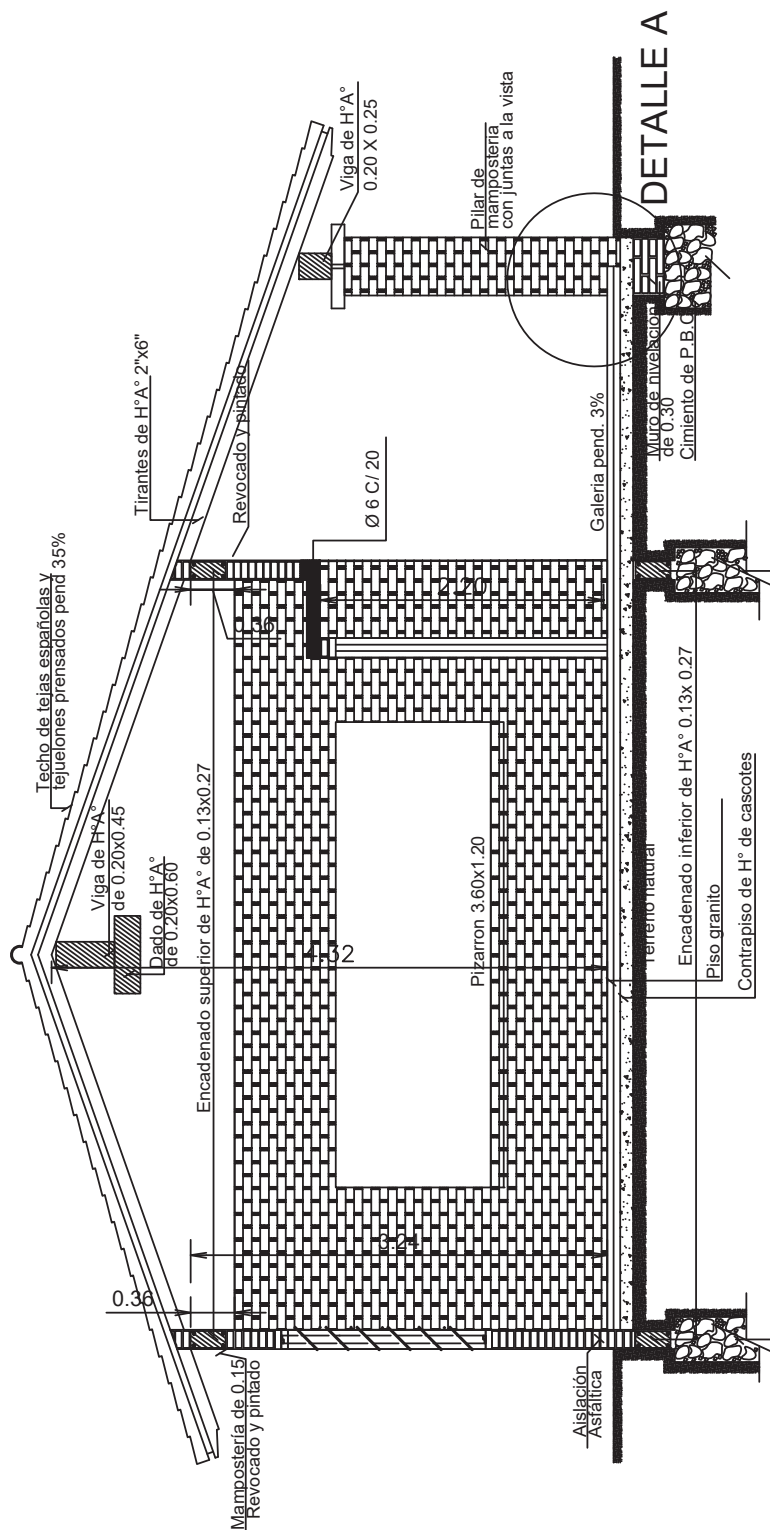 Techo de tejas españolas y
tejuelones prensados pend 35%
Tirantes de H°A° 2"x6"
Viga de H°A°
0.20 X 0.25
Viga de H°A°
de 0.20x0.45
Dado de H°A°
de 0.20x0.60
Revocado y pintado
0.36
0.36
Encadenado superior de H°A° de 0.13x0.27
Mampostería de 0.15
Revocado y pintado
Ø 6 C/ 20
Pilar de
mampostería
con juntas a la vista
4.32
3.24
2.20
Pizarron 3.60x1.20
Aislación
Asfáltica
Galeria pend. 3%
DETALLE A
Terreno natural
Muro de nivelación
de 0.30
Cimiento de P.B.C
Encadenado inferior de H°A° 0.13x 0.27
Piso granito
Contrapiso de H° de cascotes